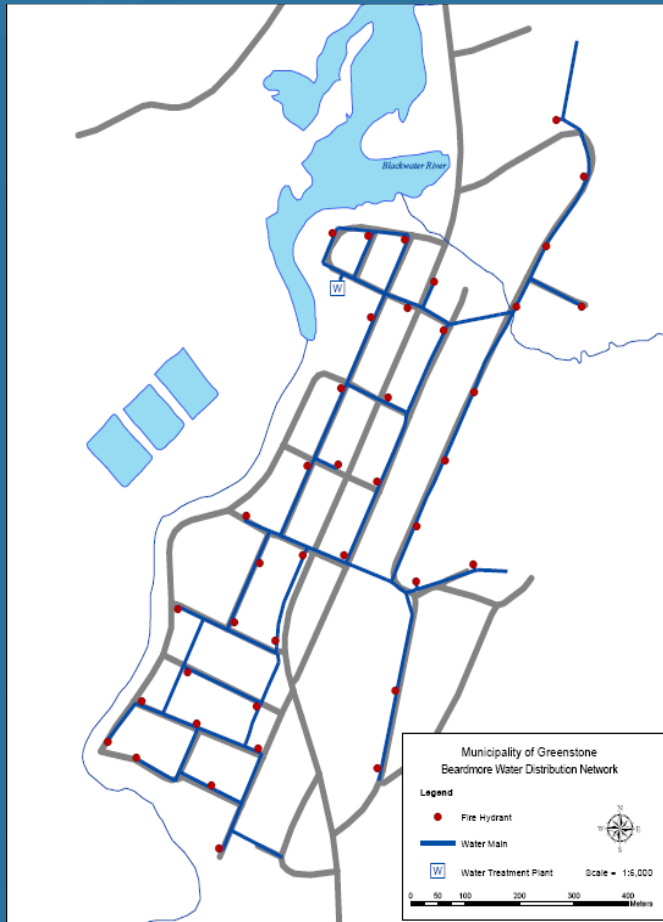 Blackwater River
W
Municipality of Greenstone
Beardmore Water Distribution Network
Legend
Fire Hydrant
Water Main
W Water Treatment Plant
N
W E
S
Scale = 1:6,000
0 50 100 200 300 400
Meters